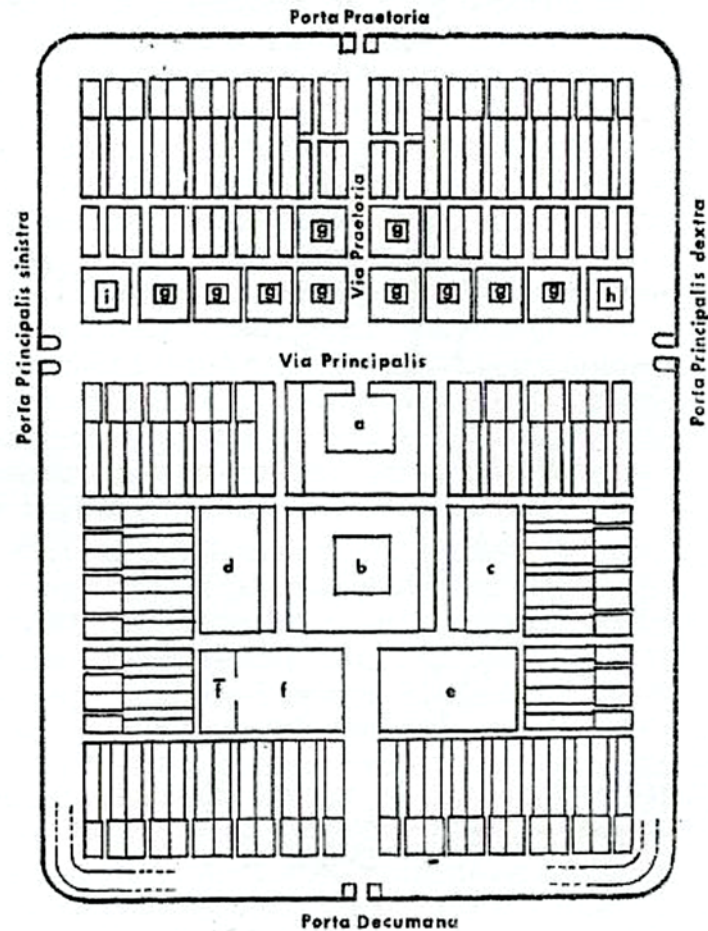 Porta Praetoria
Porta Principalis sinistra
Via Praetoria
Porta Principalis dextra
g g
i g g g g g g g g h
Via Principalis
a
d b c
f̅ f e
Porta Decumana